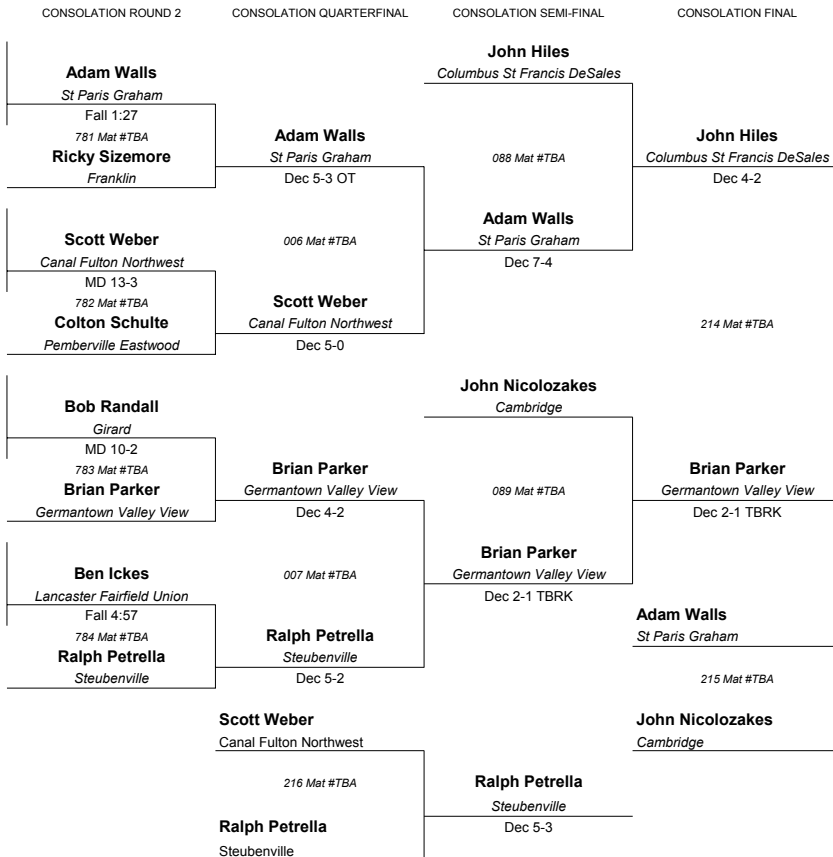 CONSOLATION ROUND 2
CONSOLATION QUARTERFINAL
CONSOLATION SEMI-FINAL
CONSOLATION FINAL
Adam Walls
St Paris Graham
Fall 1:27
781 Mat #TBA
Ricky Sizemore
Franklin
Scott Weber
Canal Fulton Northwest
MD 13-3
782 Mat #TBA
Colton Schulte
Pemberville Eastwood
Bob Randall
Girard
MD 10-2
783 Mat #TBA
Brian Parker
Germantown Valley View
Ben Ickes
Lancaster Fairfield Union
Fall 4:57
784 Mat #TBA
Ralph Petrella
Steubenville
Adam Walls
St Paris Graham
Dec 5-3 OT
006 Mat #TBA
Scott Weber
Canal Fulton Northwest
Dec 5-0
Brian Parker
Germantown Valley View
Dec 4-2
007 Mat #TBA
Ralph Petrella
Steubenville
Dec 5-2
Scott Weber
Canal Fulton Northwest
216 Mat #TBA
Ralph Petrella
Steubenville
John Hiles
Columbus St Francis DeSales
088 Mat #TBA
Adam Walls
St Paris Graham
Dec 7-4
John Nicolozakes
Cambridge
089 Mat #TBA
Brian Parker
Germantown Valley View
Dec 2-1 TBRK
Ralph Petrella
Steubenville
Dec 5-3
John Hiles
Columbus St Francis DeSales
Dec 4-2
214 Mat #TBA
Brian Parker
Germantown Valley View
Dec 2-1 TBRK
Adam Walls
St Paris Graham
215 Mat #TBA
John Nicolozakes
Cambridge